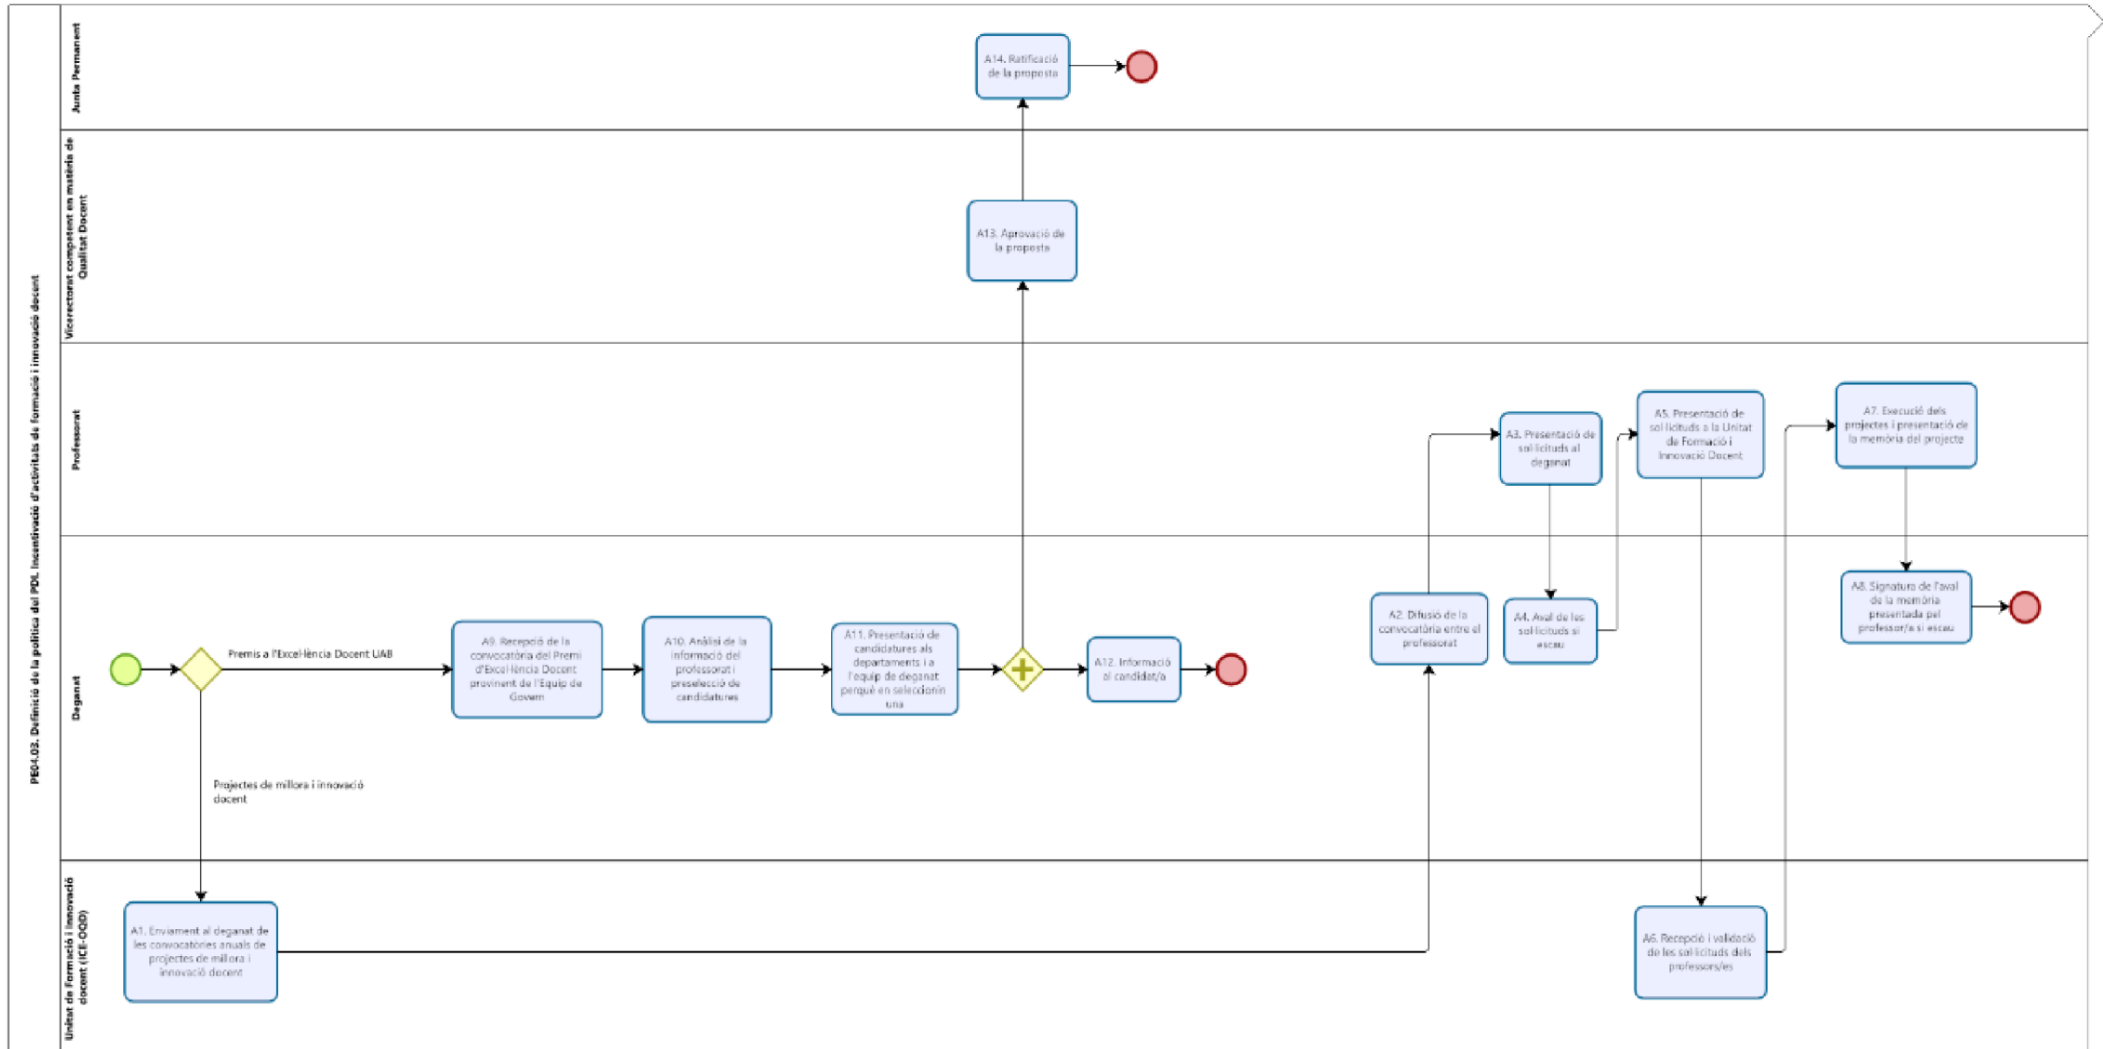 PE04.03. Definició de la política del PDI. Incentivació d'activitats de formació i innovació docent
Junta Permanent
A14. Ratificació
de la proposta
Vicerectorat competent en matèria de
Qualitat Docent
A13. Aprovació de
la proposta
Professorat
A3. Presentació de
sol·licituds al
deganat
A5. Presentació de
sol·licituds a la Unitat
de Formació i
Innovació Docent
A7. Execució dels
projectes i presentació de
la memòria del projecte
Deganat
Premis a l'Excel·lència Docent UAB
Projectes de millora i innovació
docent
A9. Recepció de la
convocatòria del Premi
d'Excel·lència Docent
provinent de l'Equip de
Govern
A10. Anàlisi de la
informació del
professorat i
preselecció de
candidatures
A11. Presentació de
candidatures als
departaments i a
l'equip de deganat
perquè en seleccionin
una
A12. Informació
al candidat/a
A2. Difusió de la
convocatòria entre el
professorat
A4. Aval de les
sol·licituds si
escau
A8. Signatura de l'aval
de la memòria
presentada pel
professor/a si escau
Unitat de Formació i innovació
docent (ICE-OQD)
A1. Enviament al deganat de
les convocatòries anuals de
projectes de millora i
innovació docent
A6. Recepció i validació
de les sol·licituds dels
professors/es